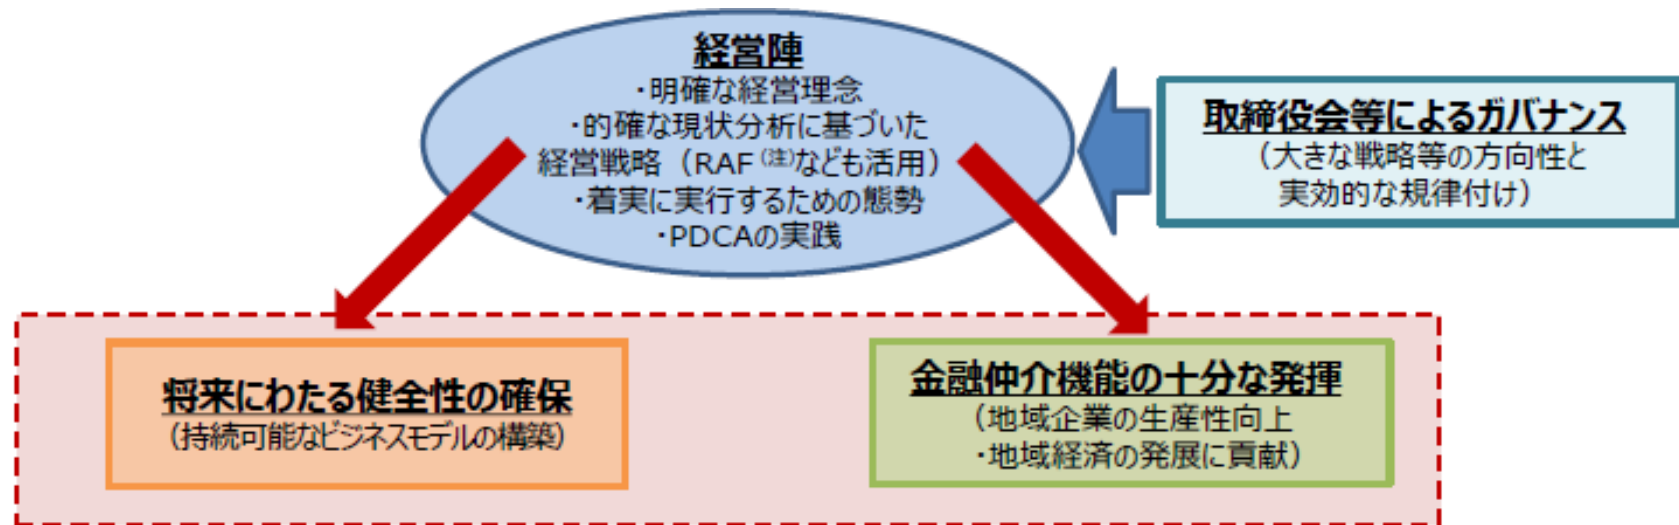 経営陣
・明確な経営理念
・的確な現状分析に基づいた
経営戦略（RAF（注）なども活用）
・着実に実行するための態勢
・PDCAの実践
取締役会等によるガバナンス
（大きな戦略等の方向性と
実効的な規律付け）
将来にわたる健全性の確保
（持続可能なビジネスモデルの構築）
金融仲介機能の十分な発揮
（地域企業の生産性向上
・地域経済の発展に貢献）